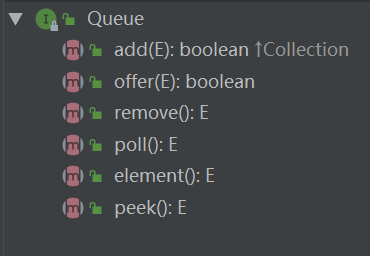 Queue
add(E): boolean ↑Collection
offer(E): boolean
remove(): E
poll(): E
element(): E
peek(): E